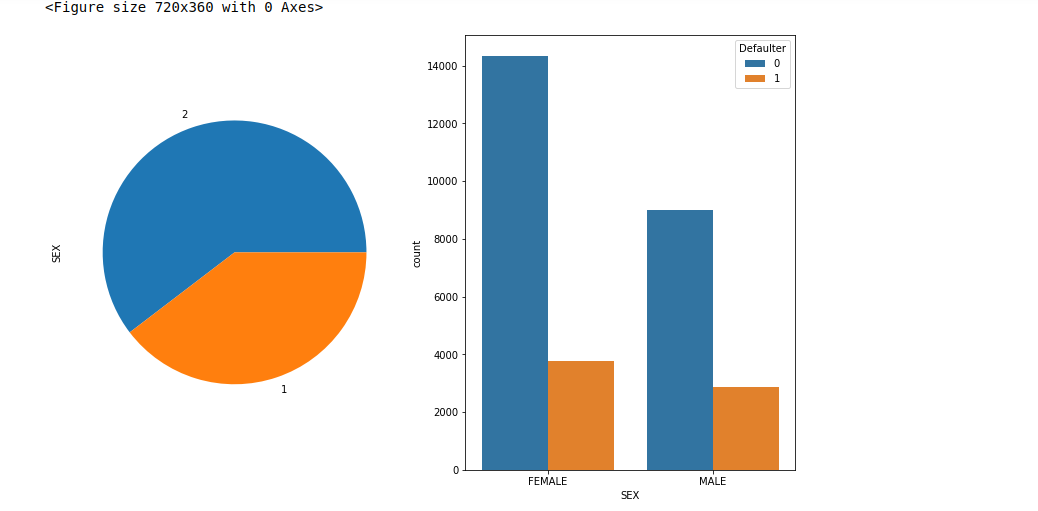 <Figure size 720x360 with 0 Axes>
2
SEX
1
Defaulter
0
1
14000
12000
10000
8000
6000
4000
2000
0
count
FEMALE
MALE
SEX